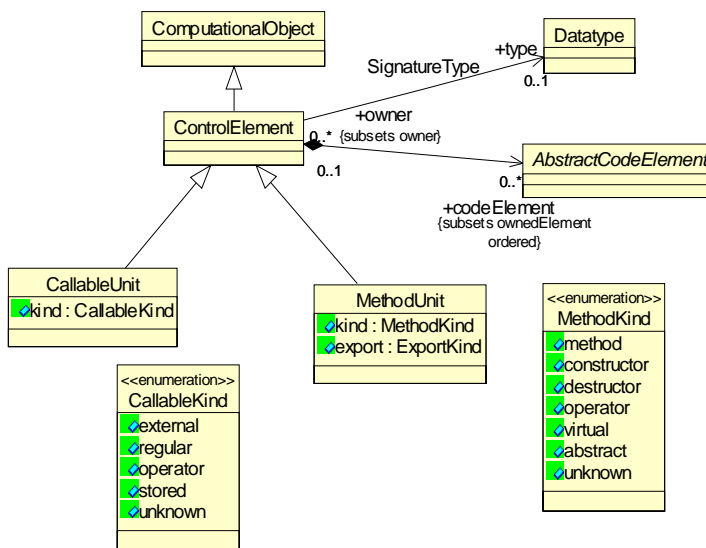 ComputationalObject
Datatype
+type
SignatureType
0..1
ControlElement
+owner
0..*
{subsets owner}
0..1
AbstractCodeElement
0..*
+codeElement
{subsets ownedElement
ordered}
CallableUnit
kind : CallableKind
MethodUnit
kind : MethodKind
export : ExportKind
<<enumeration>>
MethodKind
method
constructor
destructor
operator
virtual
abstract
unknown
<<enumeration>>
CallableKind
external
regular
operator
stored
unknown